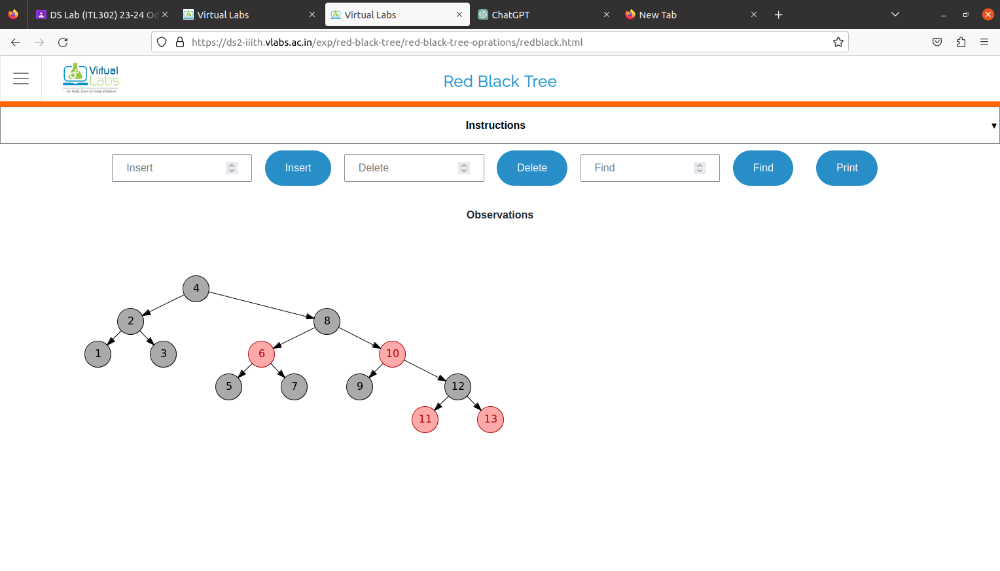 DS Lab (ITL302) 23-24 Od
Virtual Labs
Virtual Labs
ChatGPT
New Tab
https://ds2-iiith.vlabs.ac.in/exp/red-black-tree/red-black-tree-oprations/redblack.html
Virtual
Labs
An MoE Govt of India Initiative
Red Black Tree
Instructions
Insert Insert Delete Delete Find Find Print
Observations
4
2 8
1 3 6 10
5 7 9 12
11 13